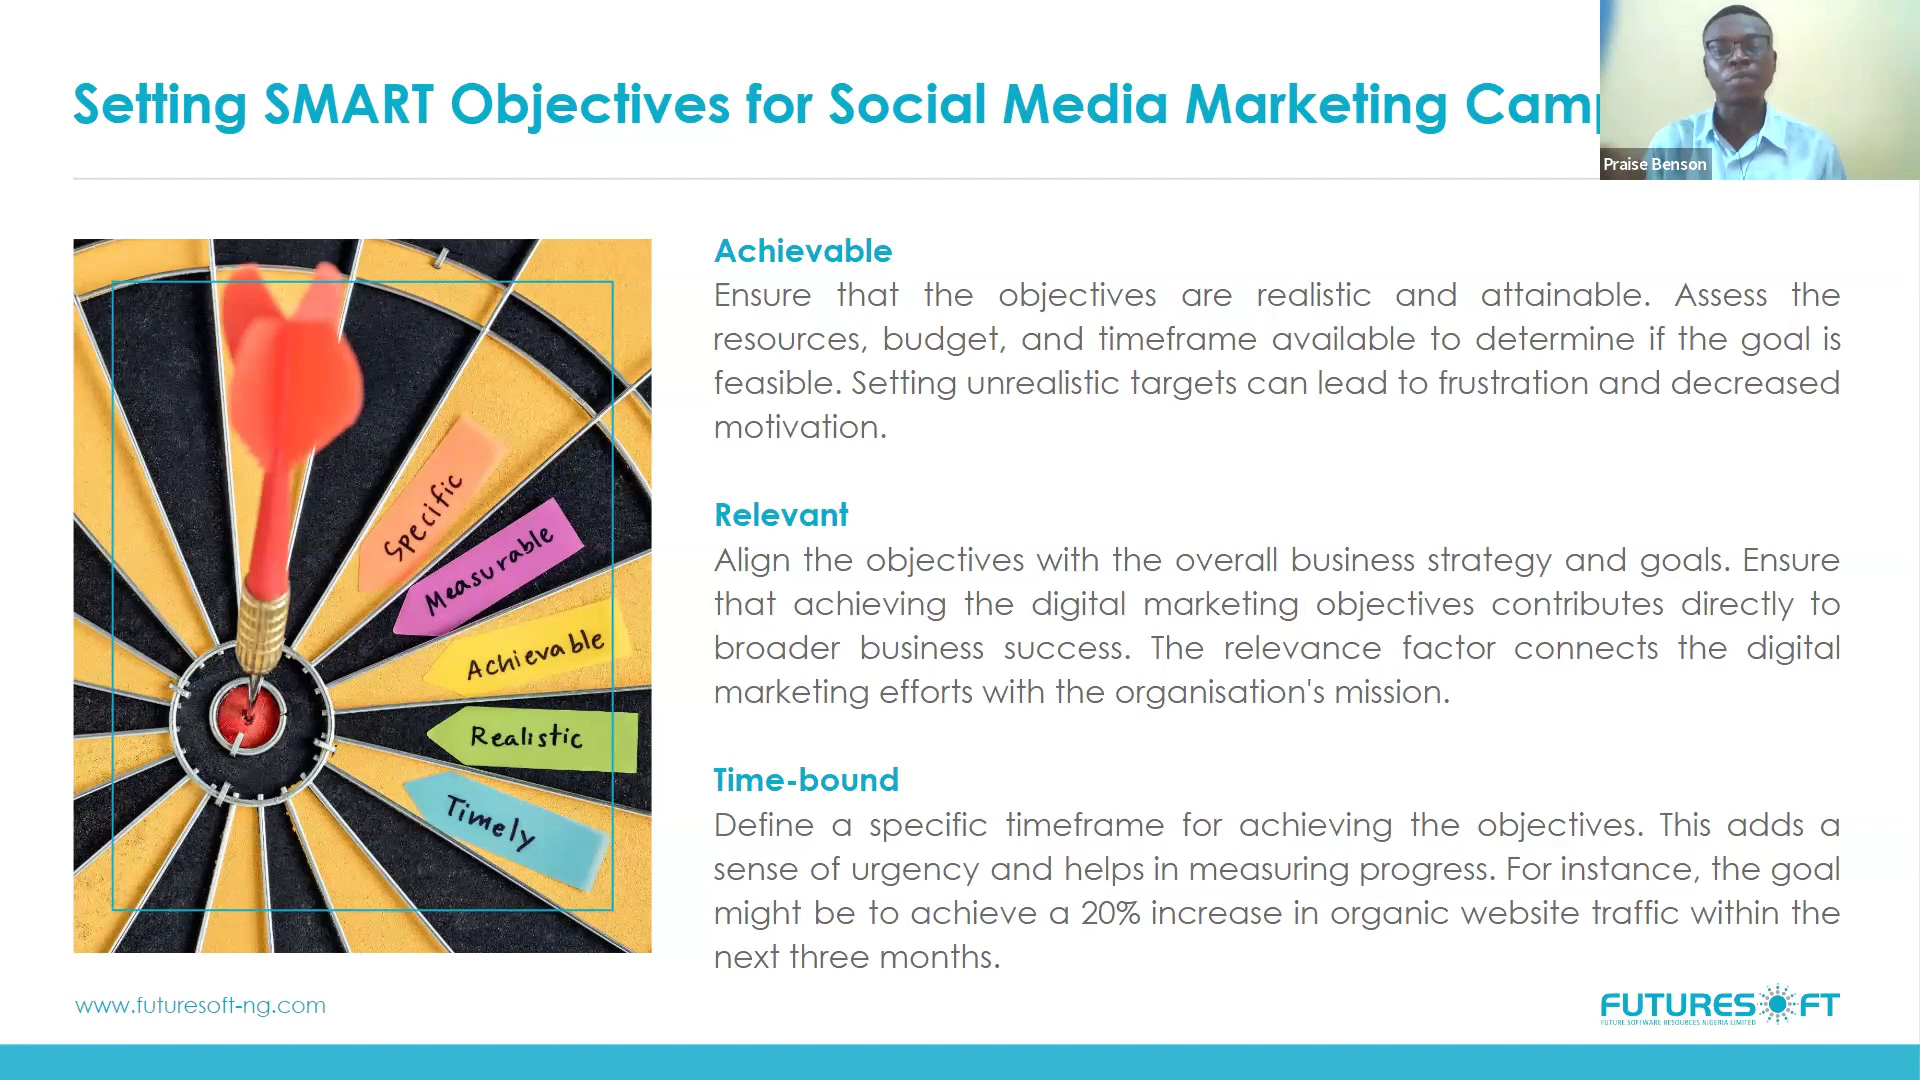 Setting SMART Objectives for Social Media Marketing Camp
Praise Benson
Specific
Measurable
Achievable
Realistic
Timely
Achievable
Ensure that the objectives are realistic and attainable. Assess the
resources, budget, and timeframe available to determine if the goal is
feasible. Setting unrealistic targets can lead to frustration and decreased
motivation.
Relevant
Align the objectives with the overall business strategy and goals. Ensure
that achieving the digital marketing objectives contributes directly to
broader business success. The relevance factor connects the digital
marketing efforts with the organisation's mission.
Time-bound
Define a specific timeframe for achieving the objectives. This adds a
sense of urgency and helps in measuring progress. For instance, the goal
might be to achieve a 20% increase in organic website traffic within the
next three months.
www.futuresoft-ng.com
FUTURESOFT
FUTURE SOFTWARE RESOURCES NIGERIA LIMITED